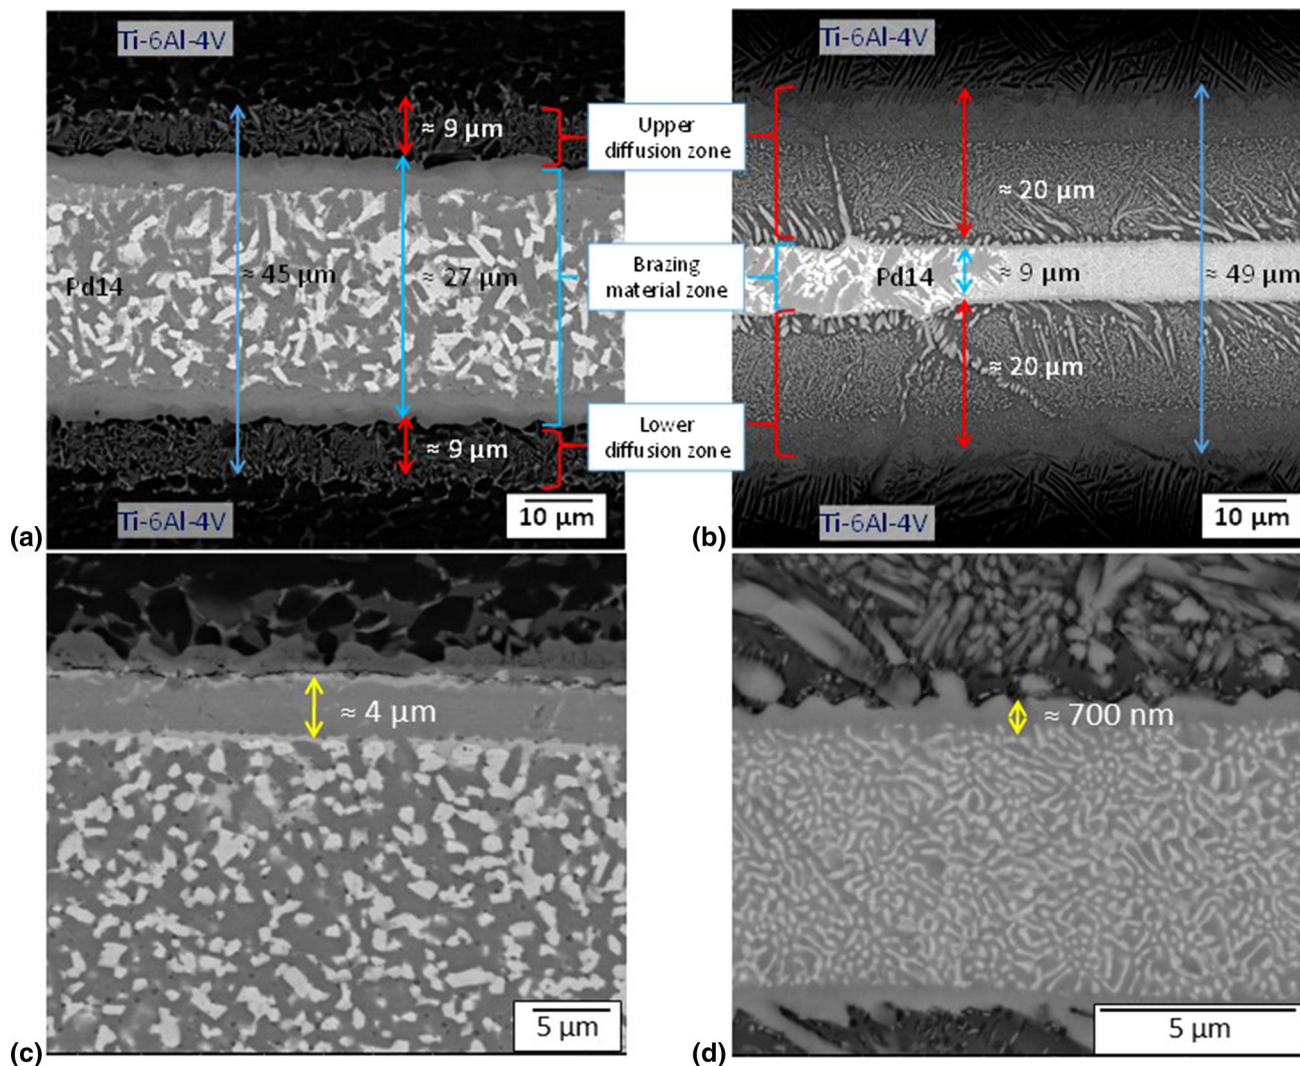 Ti-6Al-4V
≈ 9 μm
≈ 45 μm
≈ 27 μm
Pd14
≈ 9 μm
Ti-6Al-4V
10 μm
(a)
Upper
diffusion zone
Brazing
material zone
Lower
diffusion zone
Ti-6Al-4V
≈ 20 μm
Pd14
≈ 9 μm
≈ 49 μm
≈ 20 μm
Ti-6Al-4V
10 μm
(b)
≈ 4 μm
5 μm
(c)
≈ 700 nm
5 μm
(d)